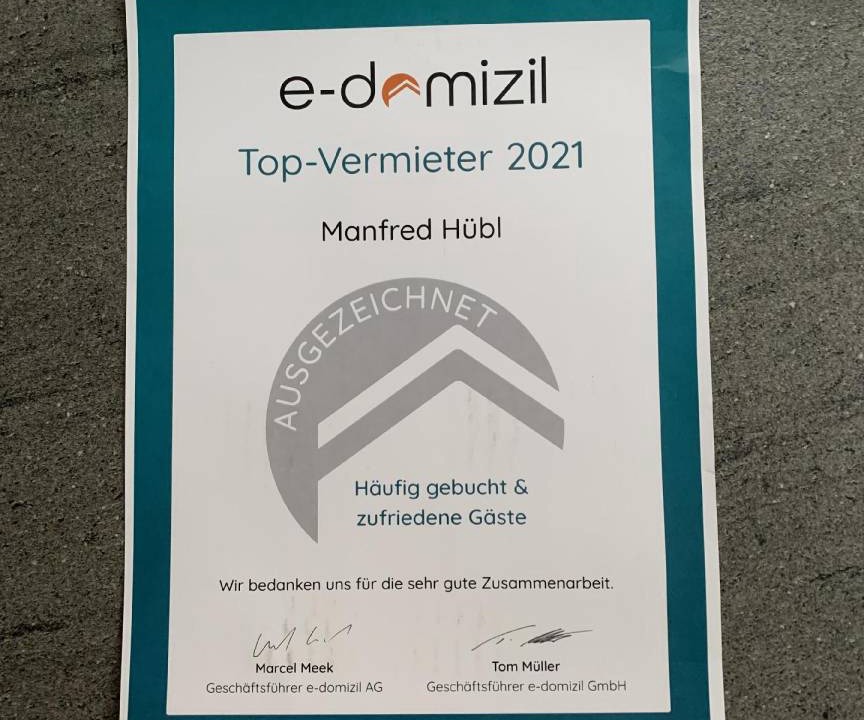 e-domizil
Top-Vermieter 2021
Manfred Hübl
AUSGEZEICHNET
Häufig gebucht &
zufriedene Gäste
Wir bedanken uns für die sehr gute Zusammenarbeit.
Marcel Meek
Geschäftsführer e-domizil AG
Tom Müller
Geschäftsführer e-domizil GmbH